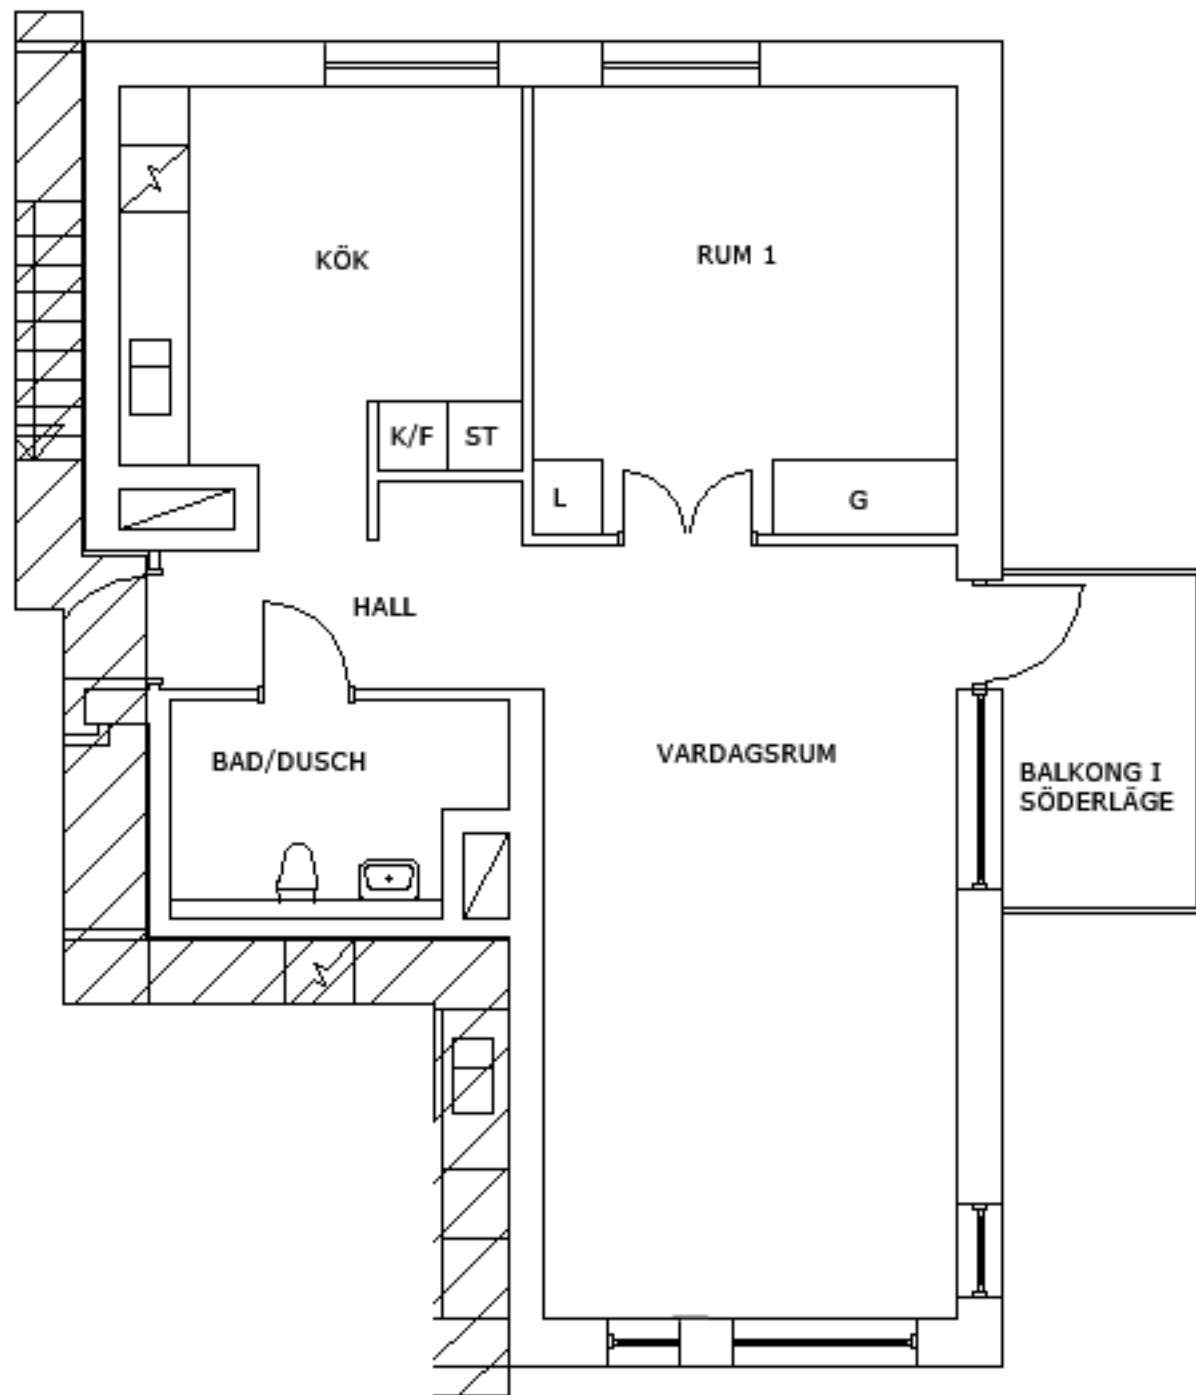 KÖK
RUM 1
K/F
ST
L
G
HALL
BAD/DUSCH
VARDAGSRUM
BALKONG I
SÖDERLÄGE